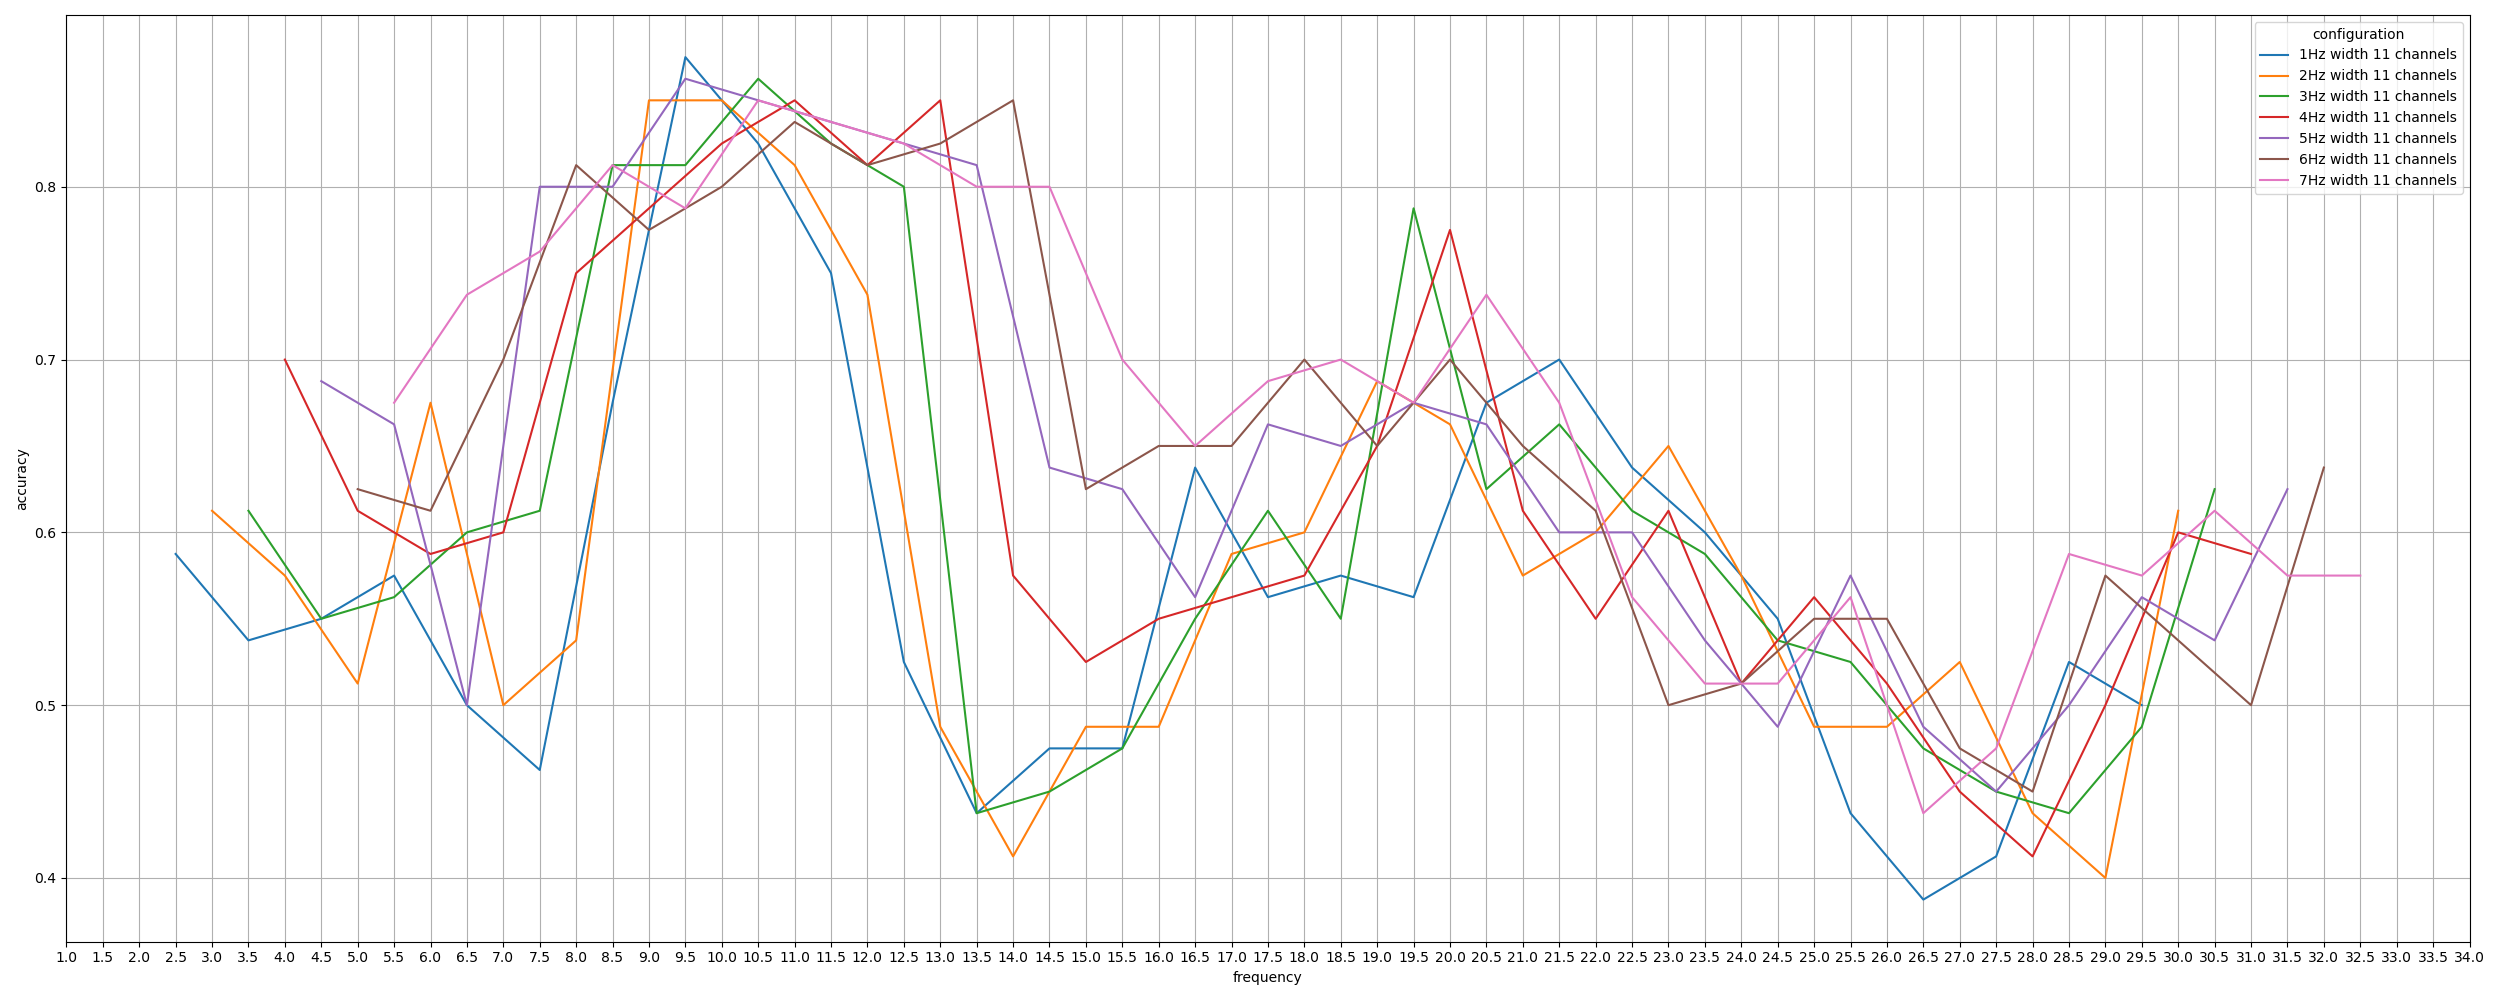 configuration
1Hz width 11 channels
2Hz width 11 channels
3Hz width 11 channels
4Hz width 11 channels
5Hz width 11 channels
6Hz width 11 channels
7Hz width 11 channels
0.8
0.7
0.6
0.5
0.4
accuracy
1.0 1.5 2.0 2.5 3.0 3.5 4.0 4.5 5.0 5.5 6.0 6.5 7.0 7.5 8.0 8.5 9.0 9.5 10.0 10.5 11.0 11.5 12.0 12.5 13.0 13.5 14.0 14.5 15.0 15.5 16.0 16.5 17.0 17.5 18.0 18.5 19.0 19.5 20.0 20.5 21.0 21.5 22.0 22.5 23.0 23.5 24.0 24.5 25.0 25.5 26.0 26.5 27.0 27.5 28.0 28.5 29.0 29.5 30.0 30.5 31.0 31.5 32.0 32.5 33.0 33.5 34.0
frequency